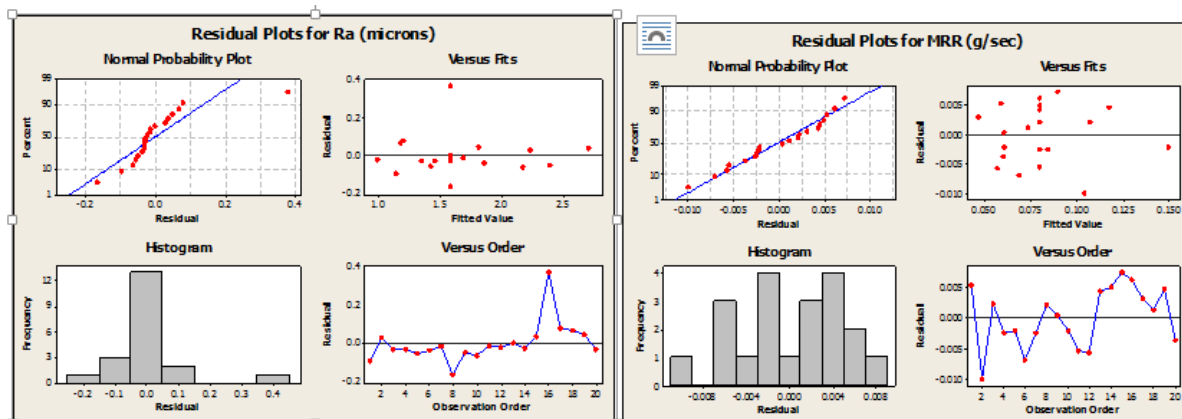 Residual Plots for Ra (microns)
Normal Probability Plot
Versus Fits
99
90
50
10
1
Percent
-0.2
0.0
0.2
0.4
Residual
0.4
0.2
0.0
-0.2
Residual
1.0
1.5
2.0
2.5
Fitted Value
Histogram
Versus Order
12
9
6
3
0
Frequency
-0.2 -0.1 0.0 0.1 0.2 0.3 0.4
Residual
0.4
0.2
0.0
-0.2
Residual
2 4 6 8 10 12 14 16 18 20
Observation Order
Residual Plots for MRR (g/sec)
Normal Probability Plot
Versus Fits
99
90
50
10
1
Percent
-0.010 -0.005 0.000 0.005 0.010
Residual
0.005
0.000
-0.005
-0.010
Residual
0.050 0.075 0.100 0.125 0.150
Fitted Value
Histogram
Versus Order
4
3
2
1
0
Frequency
-0.008 -0.004 0.000 0.004 0.008
Residual
0.005
0.000
-0.005
-0.010
Residual
2 4 6 8 10 12 14 16 18 20
Observation Order